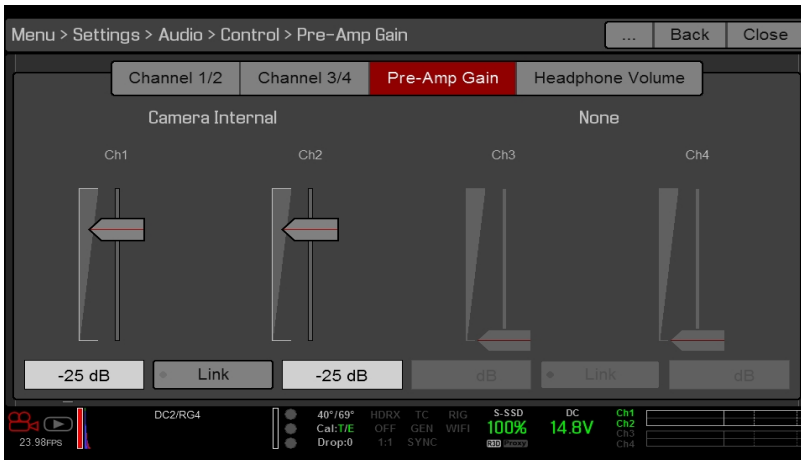 Menu > Settings > Audio > Control > Pre-Amp Gain ... Back Close
Channel 1/2 Channel 3/4 Pre-Amp Gain Headphone Volume
Camera Internal None
Ch1 Ch2 Ch3 Ch4
-25 dB Link -25 dB dB Link dB
DC2/RG4 40°/69° HDRX TC RIG S-SSD DC Ch1
Cal:T/E OFF GEN WIFI 100% 14.8V Ch2
23.98FPS Drop:0 1:1 SYNC R3D Proxy Ch3
Ch4